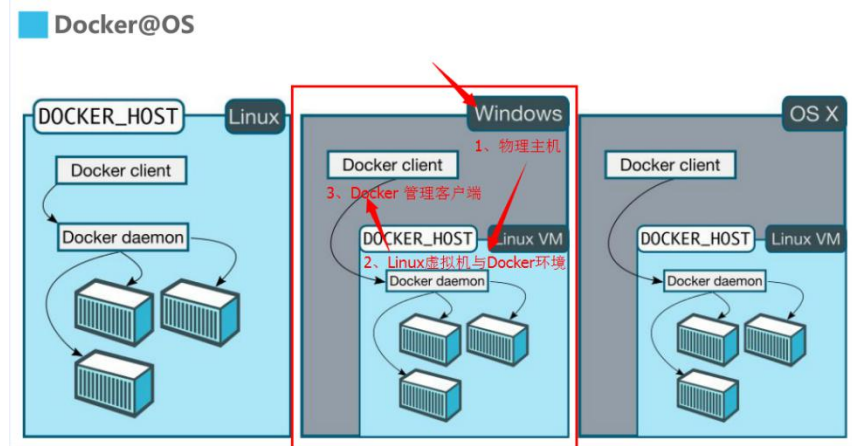 Docker@OS
DOCKER_HOST
Linux
Docker client
Docker daemon
Windows
1、物理主机
Docker client
3、Docker 管理客户端
DOCKER_HOST
Linux VM
2、Linux虚拟机与Docker环境
Docker daemon
OS X
Docker client
DOCKER_HOST
Linux VM
Docker daemon